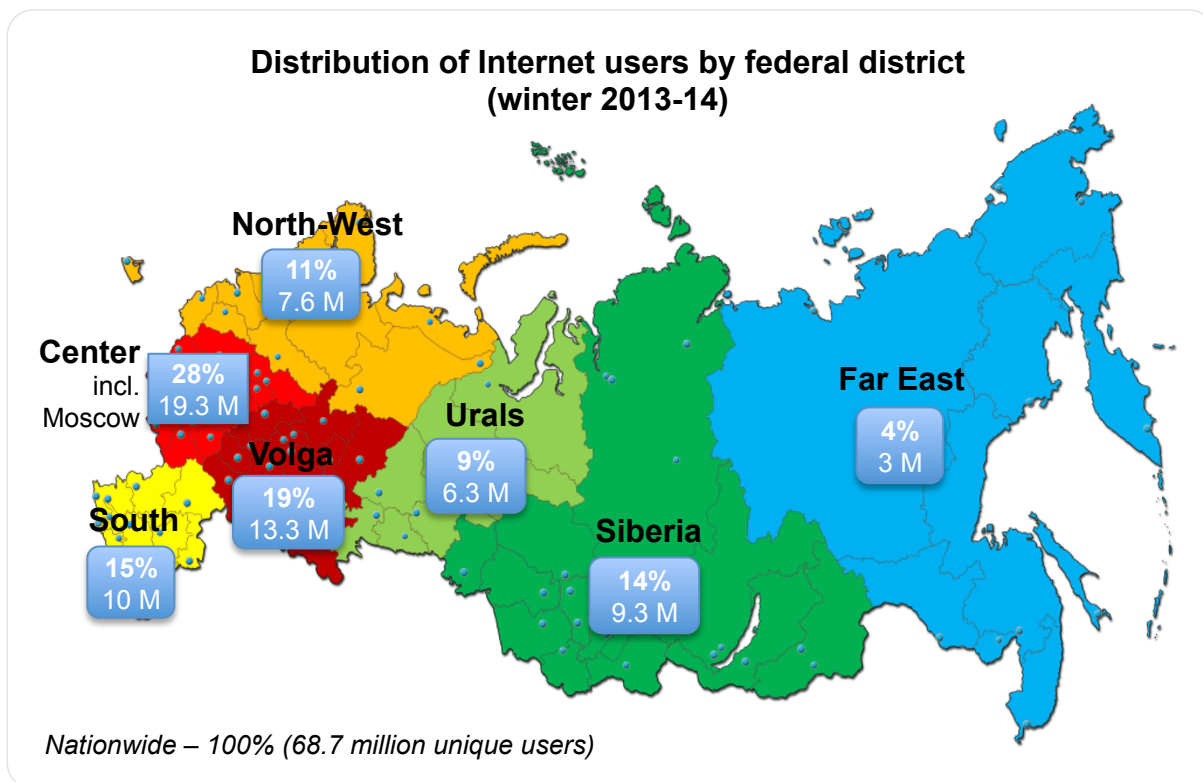 Distribution of Internet users by federal district
(winter 2013-14)
North-West
11%
7.6 M
Center
incl.
Moscow
28%
19.3 M
Far East
4%
3 M
Urals
9%
6.3 M
Volga
19%
13.3 M
South
15%
10 M
Siberia
14%
9.3 M
Nationwide – 100% (68.7 million unique users)